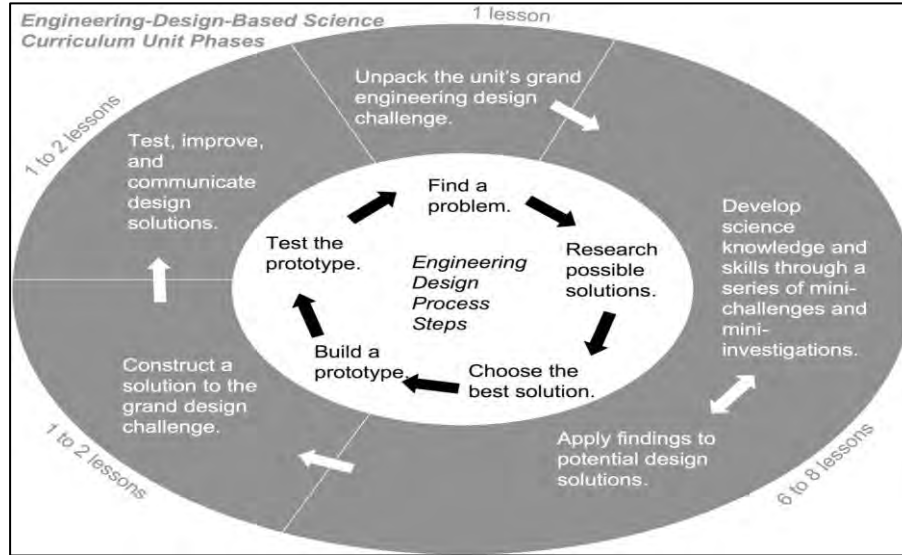 Engineering-Design-Based Science
Curriculum Unit Phases
1 lesson
Unpack the unit's grand
engineering design
challenge.
1 to 2 lessons
Test, improve,
and
communicate
design
solutions.
Find a
problem.
Develop
science
knowledge and
skills through a
series of mini-
challenges and
mini-
investigations.
Test the
prototype.
Engineering
Design
Process
Steps
Research
possible
solutions.
Build a
prototype.
Choose the
best solution.
Construct a
solution to the
grand design
challenge.
1 to 2 lessons
Apply findings to
potential design
solutions.
6 to 8 lessons